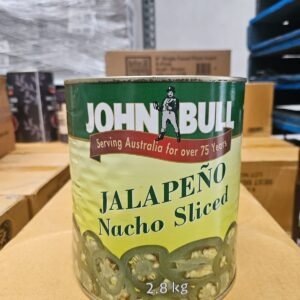 JOHN BULL
Serving Australia for over 75 Years
JALAPEÑO
Nacho Sliced
2.8 kg